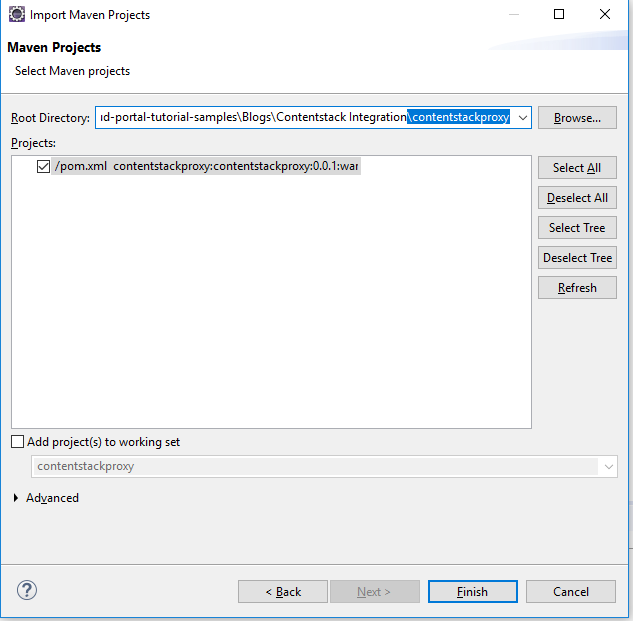 Import Maven Projects
Maven Projects
Select Maven projects
Root Directory: ıd-portal-tutorial-samples\Blogs\Contentstack Integration\contentstackproxy Browse...
Projects:
/pom.xml contentstackproxy:contentstackproxy:0.0.1:war
Select All
Deselect All
Select Tree
Deselect Tree
Refresh
Add project(s) to working set
contentstackproxy
Advanced
? < Back Next > Finish Cancel